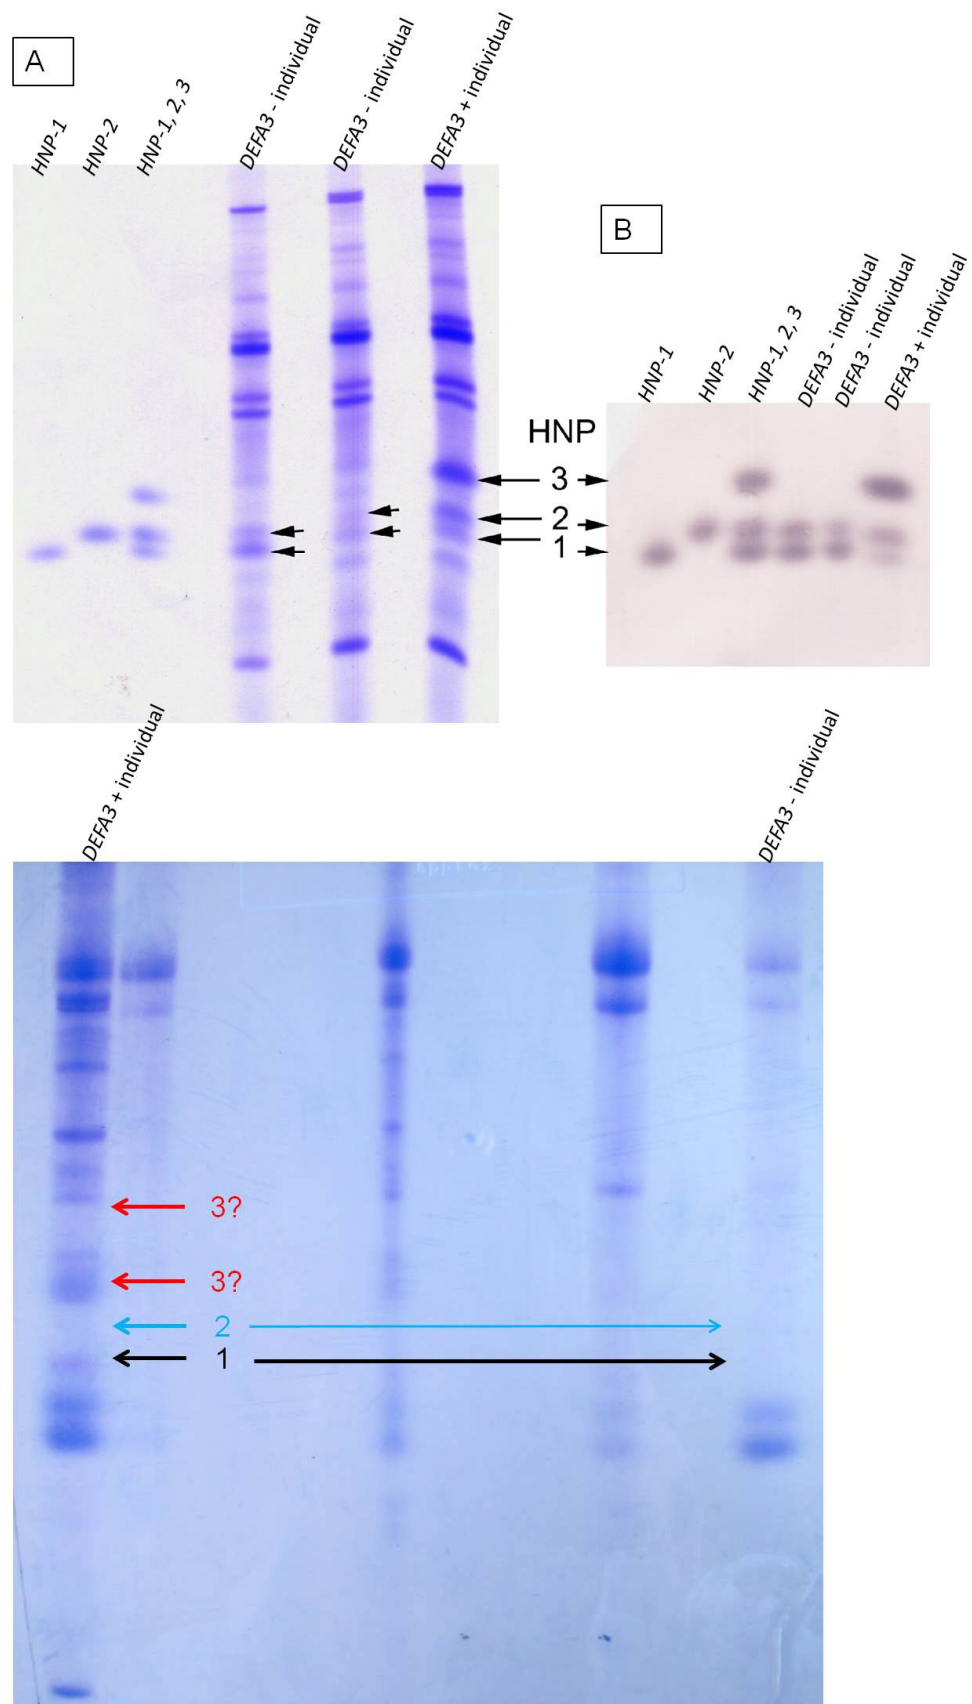 A
HNP-1
HNP-2
HNP-1, 2, 3
DEFA3 - individual
DEFA3 - individual
DEFA3 + individual
B
HNP-1
HNP-2
HNP-1, 2, 3
DEFA3 - individual
DEFA3 - individual
DEFA3 + individual
HNP
3
2
1
DEFA3 + individual
DEFA3 - individual
3?
3?
2
1